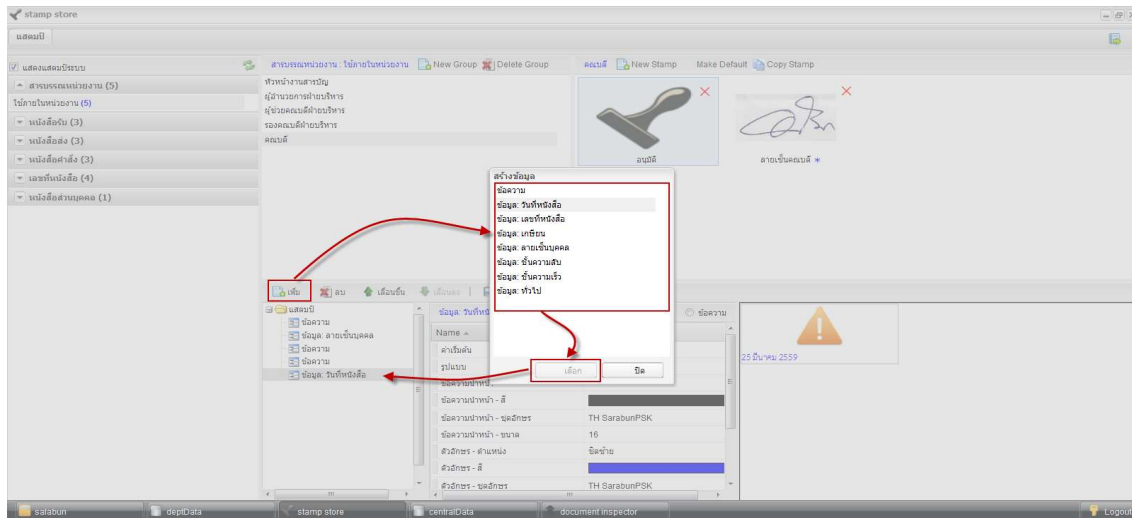 stamp store
แสตมป์
แสดงแสตมป์ระบบ
สารบรรณหน่วยงาน (5)
ใช้ภายในหน่วยงาน (5)
หนังสือรับ (3)
หนังสือส่ง (3)
หนังสือคำสั่ง (3)
เลขที่หนังสือ (4)
หนังสือส่วนบุคคล (1)
สารบรรณหน่วยงาน : ใช้ภายในหน่วยงาน New Group Delete Group
หัวหน้างานสารบัญ
ผู้อำนวยการฝ่ายบริหาร
ผู้ช่วยคณบดีฝ่ายบริหาร
รองคณบดีฝ่ายบริหาร
คณบดี
คณบดี New Stamp Make Default Copy Stamp
อนุมัติ
ลายเซ็นคณบดี *
สร้างข้อมูล
ข้อความ
ข้อมูล: วันที่หนังสือ
ข้อมูล: เลขที่หนังสือ
ข้อมูล: เกษียน
ข้อมูล: ลายเซ็นบุคคล
ข้อมูล: ชั้นความลับ
ข้อมูล: ชั้นความเร็ว
ข้อมูล: ทั่วไป
เลือก ปิด
เพิ่ม ลบ เลื่อนขึ้น เลื่อนลง
แสตมป์
ข้อความ
ข้อมูล: ลายเซ็นบุคคล
ข้อความ
ข้อความ
ข้อมูล: วันที่หนังสือ
ข้อมูล: วันที่หนั ข้อความ
Name
ค่าเริ่มต้น
รูปแบบ
ข้อความนำหน้า
ข้อความนำหน้า - สี
ข้อความนำหน้า - ชุดอักษร TH SarabunPSK
ข้อความนำหน้า - ขนาด 16
ตัวอักษร - ตำแหน่ง ชิดซ้าย
ตัวอักษร - สี
ตัวอักษร - ชุดอักษร TH SarabunPSK
25 มีนาคม 2559
salabun deptData stamp store centralData document inspector Logout